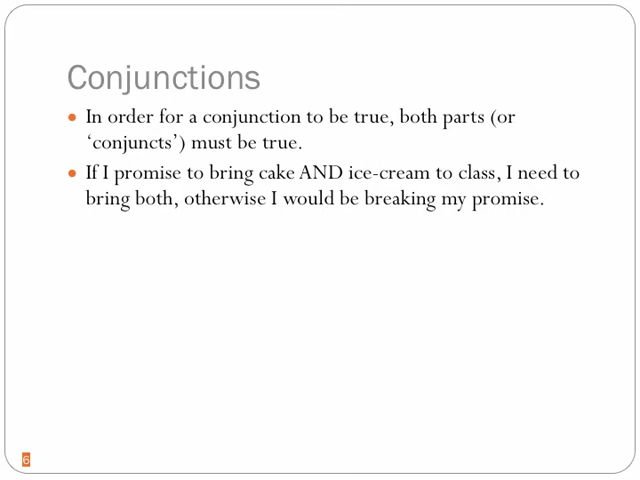 Conjunctions
• In order for a conjunction to be true, both parts (or
‘conjuncts’) must be true.
• If I promise to bring cake AND ice-cream to class, I need to
bring both, otherwise I would be breaking my promise.
6